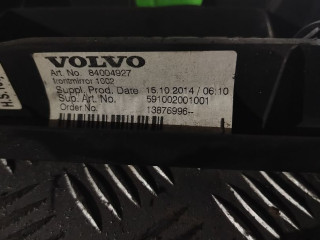 VOLVO
Art. No. 84004927
frontmirror 1002
Suppl. Prod. Date 15.10.2014 / 06:10
Sup. Art. No. 591002001001
Order No. 13876996--